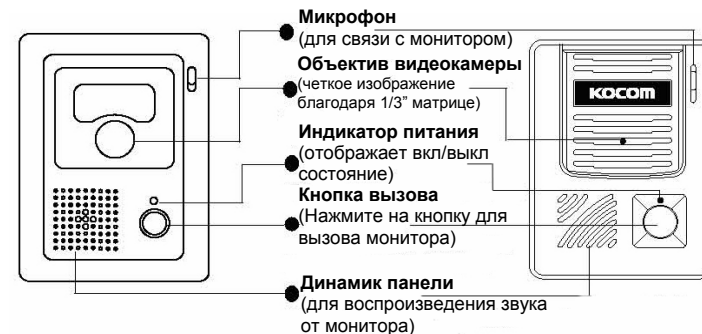 Микрофон
(для связи с монитором)
Объектив видеокамеры
(четкое изображение
благодаря 1/3” матрице)
KOCOM
Индикатор питания
(отображает вкл/выкл
состояние)
Кнопка вызова
(Нажмите на кнопку для
вызова монитора)
Динамик панели
(для воспроизведения звука
от монитора)